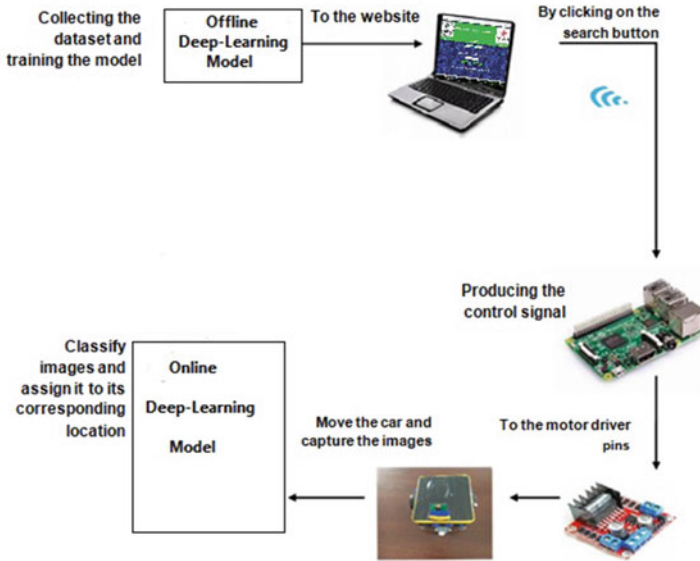 Collecting the
dataset and
training the model
Offline
Deep-Learning
Model
To the website
By clicking on the
search button
Producing the
control signal
To the motor driver
pins
Move the car and
capture the images
Online
Deep-Learning
Model
Classify
images and
assign it to its
corresponding
location